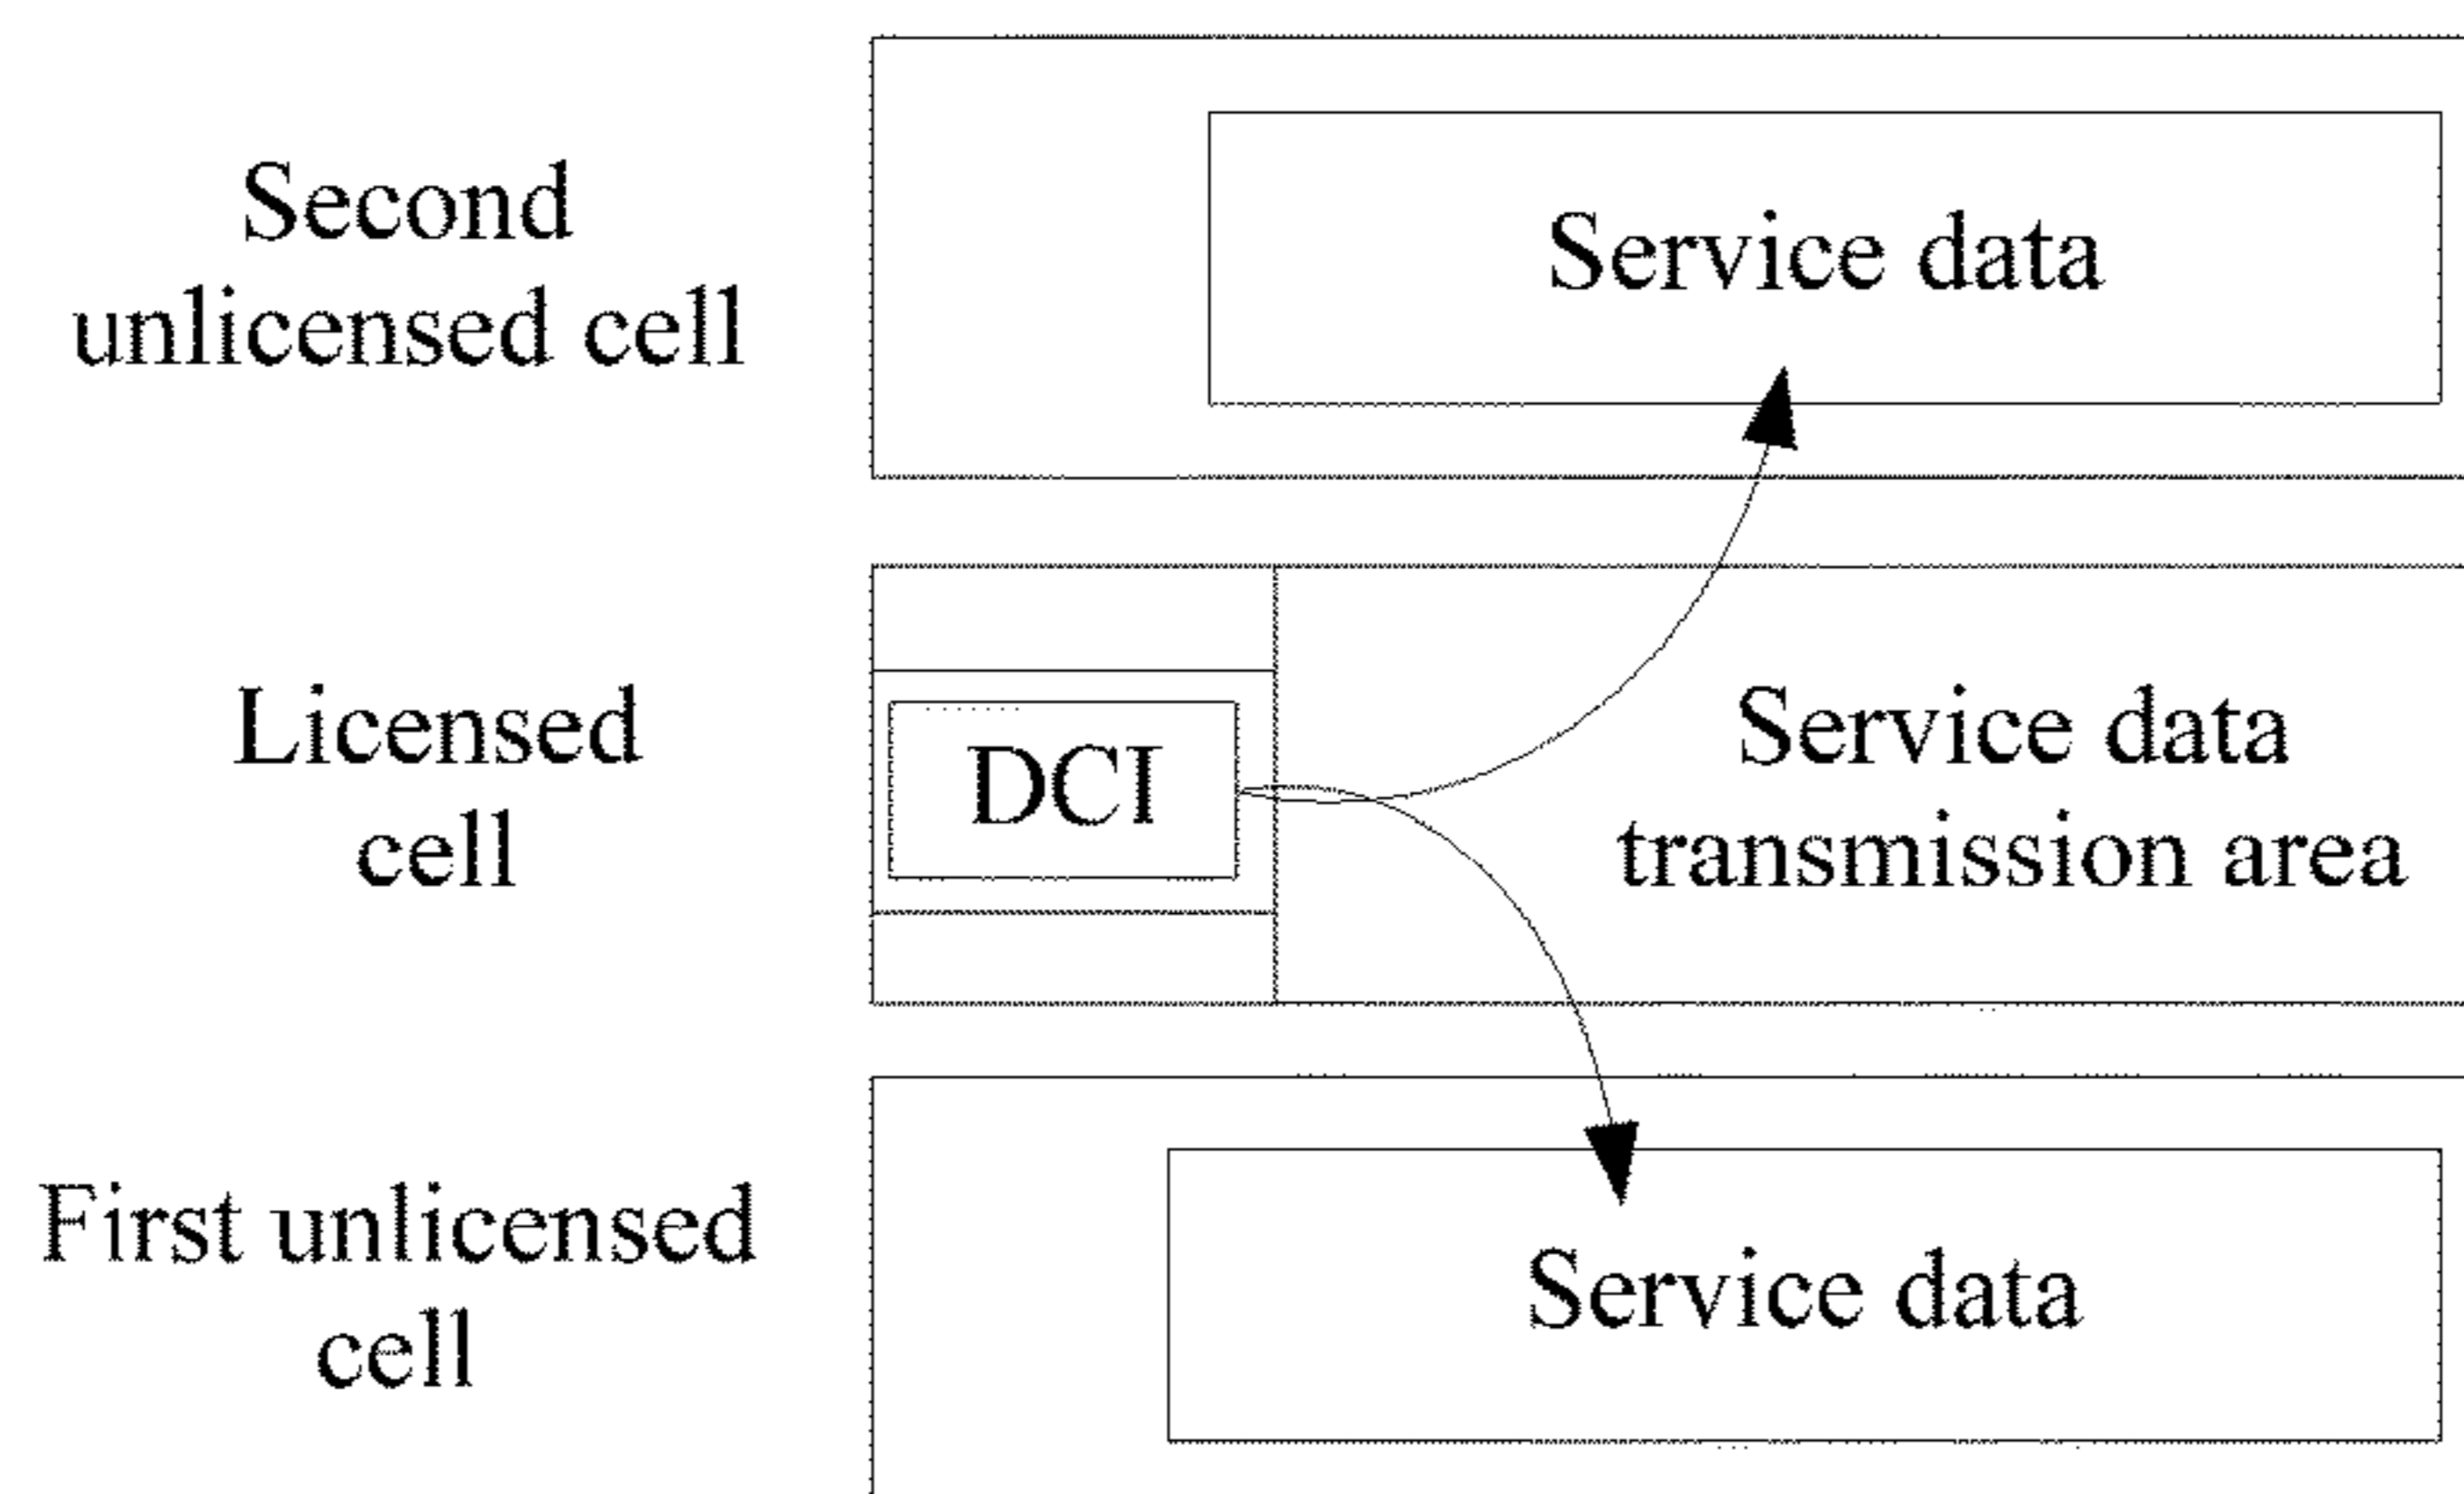 Second
unlicensed cell
Service data
Licensed
cell
DCI
Service data
transmission area
First unlicensed
cell
Service data